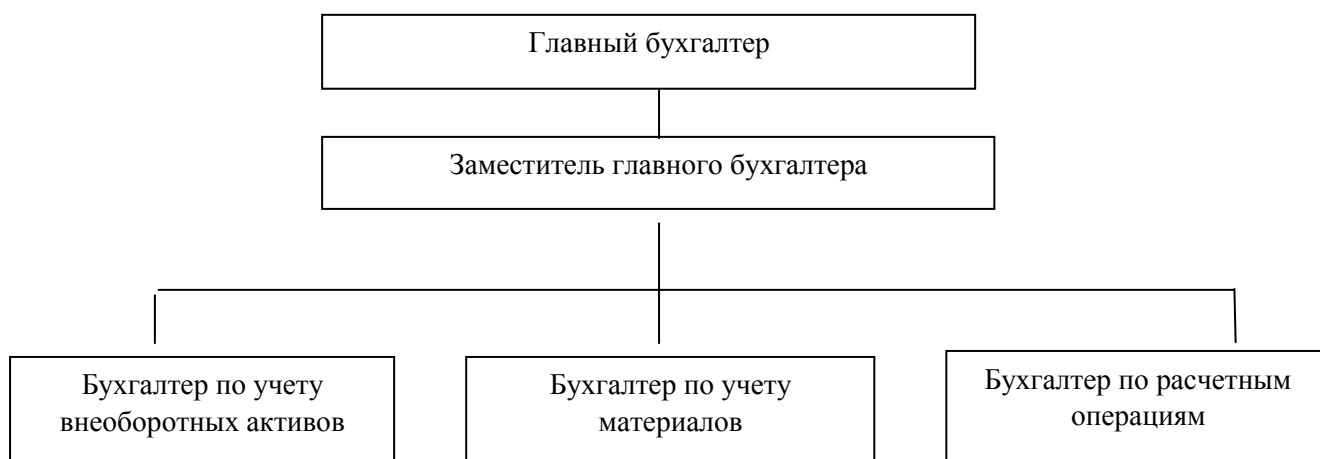 Главный бухгалтер
Заместитель главного бухгалтера
Бухгалтер по учету
внеоборотных активов
Бухгалтер по учету
материалов
Бухгалтер по расчетным
операциям